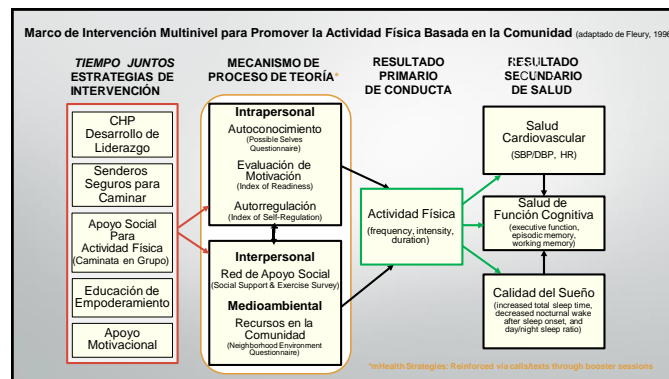 Marco de Intervención Multinivel para Promover la Actividad Física Basada en la Comunidad (adaptado de Fleury, 1996
TIEMPO JUNTOS
ESTRATEGIAS DE
INTERVENCIÓN
CHP
Desarrollo de
Liderazgo
Senderos
Seguros para
Caminar
Apoyo Social
Para
Actividad Física
(Caminata en Grupo)
Educación de
Empoderamiento
Apoyo
Motivacional
MECANISMO DE
PROCESO DE TEORÍA*
Intrapersonal
Autoconocimiento
(Possible Selves
Questionnaire)
Evaluación de
Motivación
(Index of Readiness)
Autorregulación
(Index of Self-Regulation)
Interpersonal
Red de Apoyo Social
(Social Support & Exercise Survey)
Medioambiental
Recursos en la
Comunidad
(Neighborhood Environment
Questionnaire)
RESULTADO
PRIMARIO
DE CONDUCTA
Actividad Física
(frequency, intensity,
duration)
RESULTADO
SECUNDARIO
DE SALUD
Salud
Cardiovascular
(SBP/DBP, HR)
Salud de
Función Cognitiva
(executive function,
episodic memory,
working memory)
Calidad del Sueño
(increased total sleep time,
decreased nocturnal wake
after sleep onset, and
day/night sleep ratio)
*mHealth Strategies: Reinforced via calls/texts through booster sessions